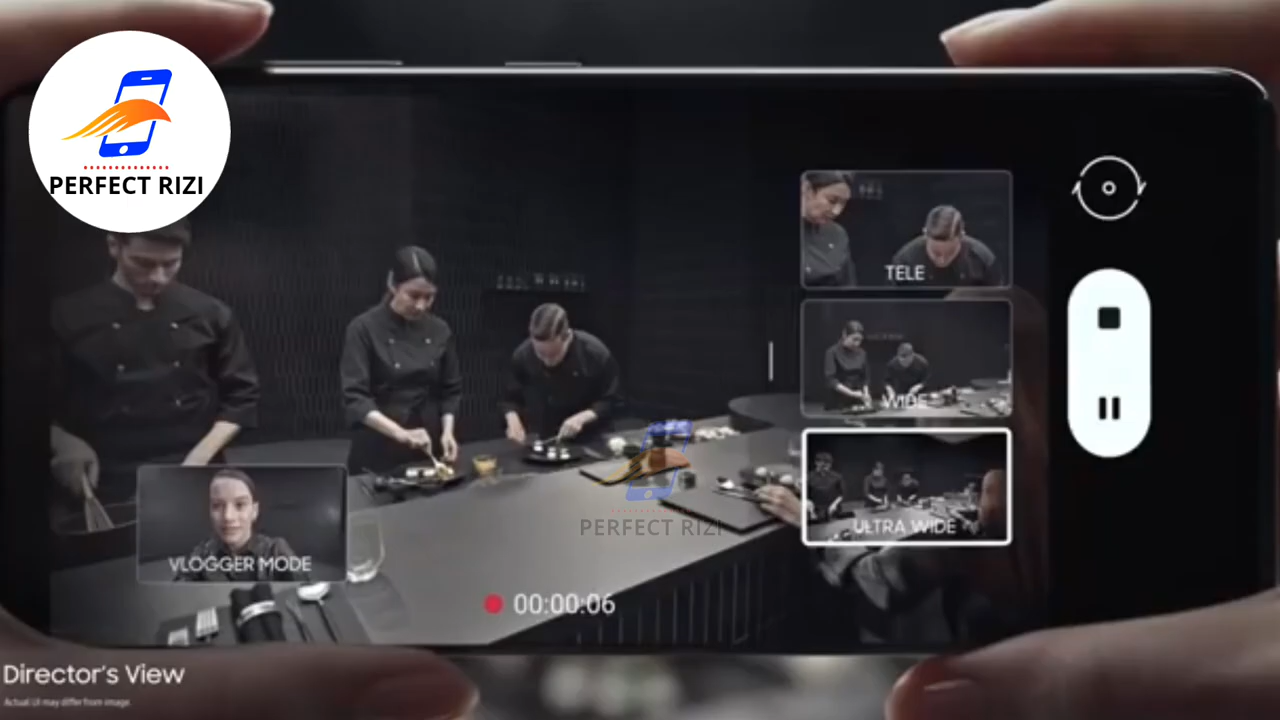 PERFECT RIZI
TELE
WIDE
ULTRA WIDE
PERFECT RIZI
VLOGGER MODE
00:00:06
Director's View
Actual UI may differ from image.